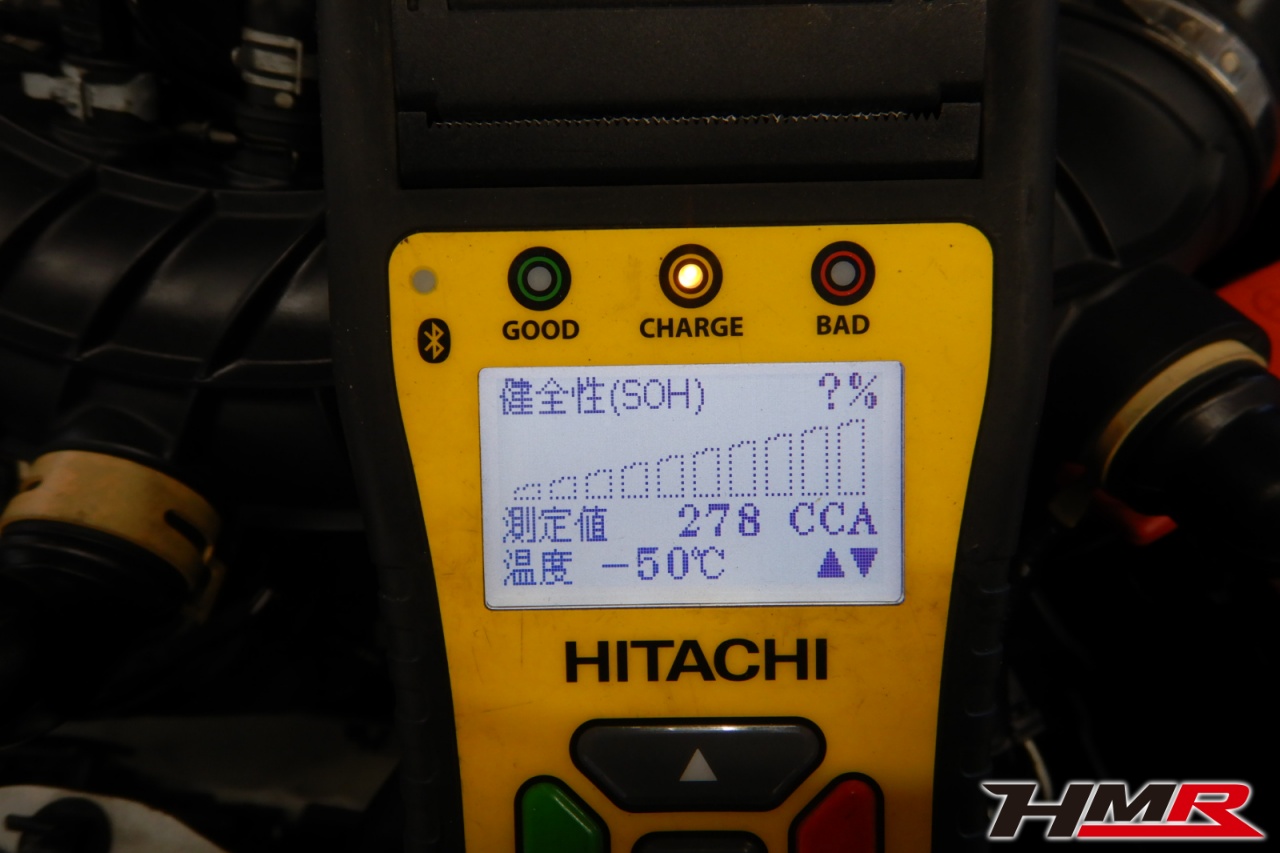 GOOD
CHARGE
BAD
健全性(SOH) ?%
測定値 278 CCA
温度 -50℃ ▲▼
HITACHI
HMR